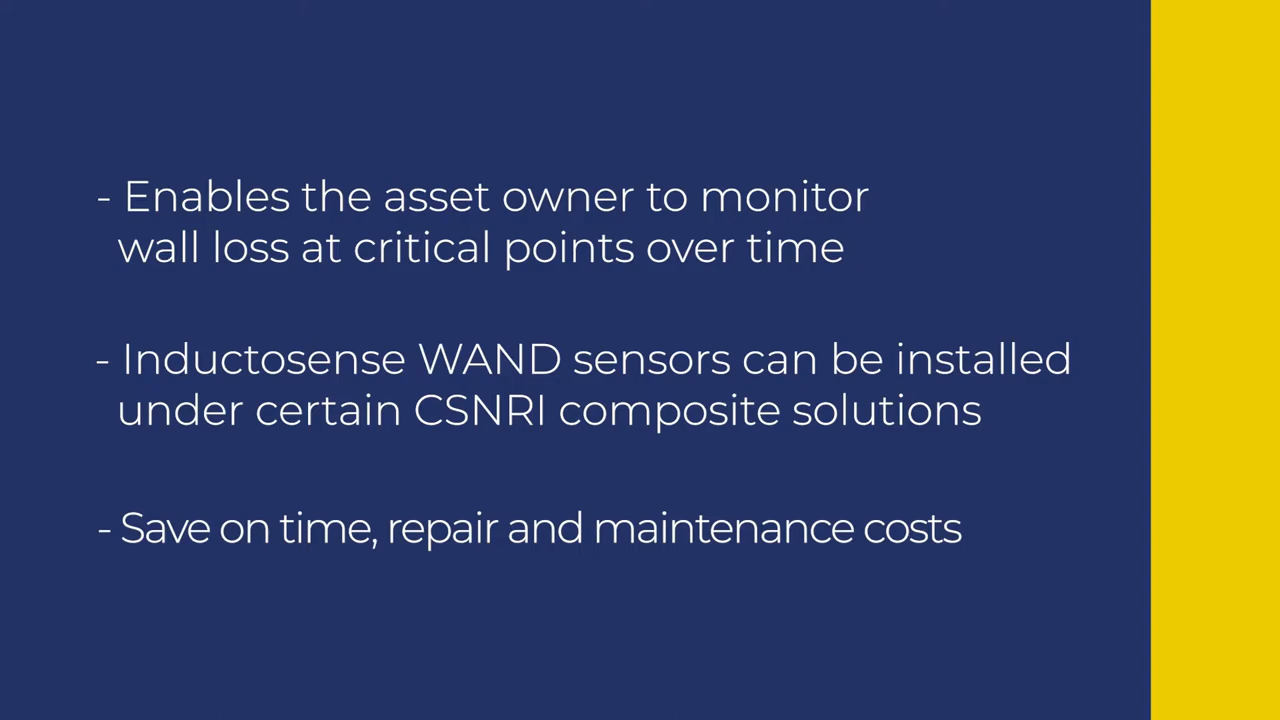 - Enables the asset owner to monitor
wall loss at critical points over time
- Inductosense WAND sensors can be installed
under certain CSNRI composite solutions
- Save on time, repair and maintenance costs